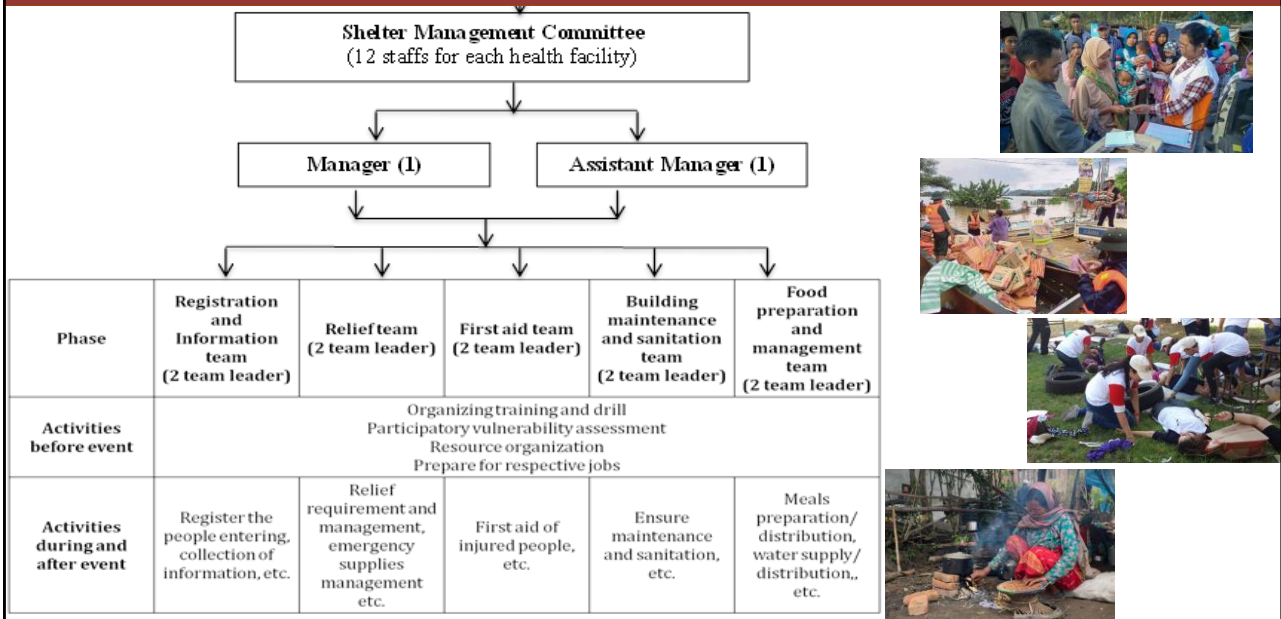 Shelter Management Committee
(12 staffs for each health facility)
Manager (1)
Assistant Manager (1)
Phase
Registration
and
Information
team
(2 team leader)
Relief team
(2 team leader)
First aid team
(2 team leader)
Building
maintenance
and sanitation
team
(2 team leader)
Food
preparation
and
management
team
(2 team leader)
Activities
before event
Organizing training and drill
Participatory vulnerability assessment
Resource organization
Prepare for respective jobs
Activities
during and
after event
Register the
people entering,
collection of
information, etc.
Relief
requirement and
management,
emergency
supplies
management
etc.
First aid of
injured people,
etc.
Ensure
maintenance
and sanitation,
etc.
Meals
preparation/
distribution,
water supply/
distribution,,
etc.